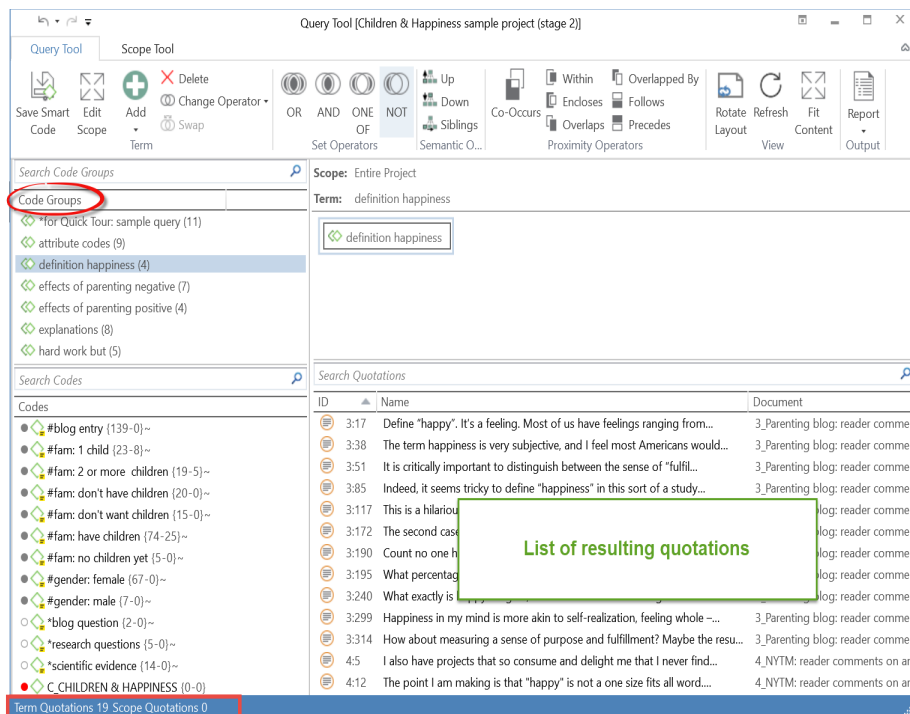 Query Tool [Children & Happiness sample project (stage 2)]
Query Tool Scope Tool
Save Smart Code
Edit Scope
Add
Delete
Change Operator
Swap
Term
OR
AND
ONE OF
NOT
Set Operators
Up
Down
Siblings
Semantic O...
Co-Occurs
Within
Encloses
Overlaps
Overlapped By
Follows
Precedes
Proximity Operators
Rotate Layout
Refresh
Fit Content
View
Report
Output
Search Code Groups
Code Groups
*for Quick Tour: sample query (11)
attribute codes (9)
definition happiness (4)
effects of parenting negative (7)
effects of parenting positive (4)
explanations (8)
hard work but (5)
Search Codes
Codes
#blog entry {139-0}~
#fam: 1 child {23-8}~
#fam: 2 or more children {19-5}~
#fam: don't have children {20-0}~
#fam: don't want children {15-0}~
#fam: have children {74-25}~
#fam: no children yet {5-0}~
#gender: female {67-0}~
#gender: male {7-0}~
*blog question {2-0}~
*research questions {5-0}~
*scientific evidence {14-0}~
C_CHILDREN & HAPPINESS {0-0}
Scope: Entire Project
Term: definition happiness
definition happiness
Search Quotations
ID Name Document
3:17 Define "happy". It's a feeling. Most of us have feelings ranging from... 3_Parenting blog: reader comme
3:38 The term happiness is very subjective, and I feel most Americans would... 3_Parenting blog: reader comme
3:51 It is critically important to distinguish between the sense of "fulfil... 3_Parenting blog: reader comme
3:85 Indeed, it seems tricky to define "happiness" in this sort of a study... 3_Parenting blog: reader comme
3:117 This is a hilariou log: reader comme
3:172 The second case log: reader comme
3:190 Count no one h log: reader comme
3:195 What percentag log: reader comme
3:240 What exactly is
List of resulting quotations
3:299 Happiness in my mind is more akin to self-realization, feeling whole –... 3_Parenting blog: reader comme
3:314 How about measuring a sense of purpose and fulfillment? Maybe the resu... 3_Parenting blog: reader comme
4:5 I also have projects that so consume and delight me that I never find... 4_NYTM: reader comments on ar
4:12 The point I am making is that "happy" is not a one size fits all word.... 4_NYTM: reader comments on ar
Term Quotations 19 Scope Quotations 0